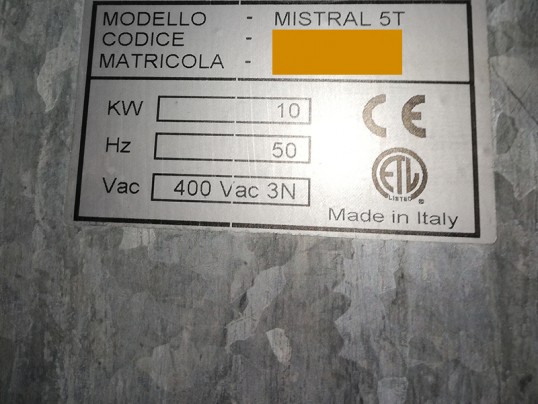 MODELLO - MISTRAL 5T
CODICE -
MATRICOLA -
KW 10
Hz 50
Vac 400 Vac 3N
CE
ETL
LISTED
Made in Italy